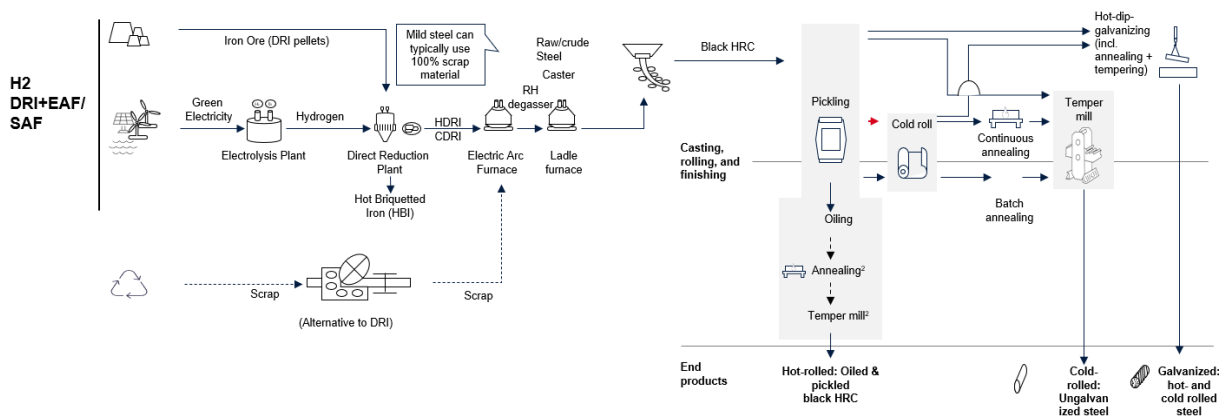 H2
DRI+EAF/
SAF
Iron Ore (DRI pellets)
Mild steel can
typically use
100% scrap
material
Raw/crude
Steel
Caster
RH
degasser
Green
Electricity
Hydrogen
HDRI
CDRI
Electrolysis Plant
Direct Reduction
Plant
Electric Arc
Furnace
Ladle
furnace
Hot Briquetted
Iron (HBI)
Scrap
(Alternative to DRI)
Scrap
Black HRC
Casting,
rolling, and
finishing
Pickling
Cold roll
Continuous
annealing
Batch
annealing
Temper
mill
Hot-dip-
galvanizing
(incl.
annealing +
tempering)
Oiling
Annealing²
Temper mill²
End
products
Hot-rolled: Oiled &
pickled
black HRC
Cold-
rolled:
Ungalvan
ized steel
Galvanized:
hot- and
cold rolled
steel